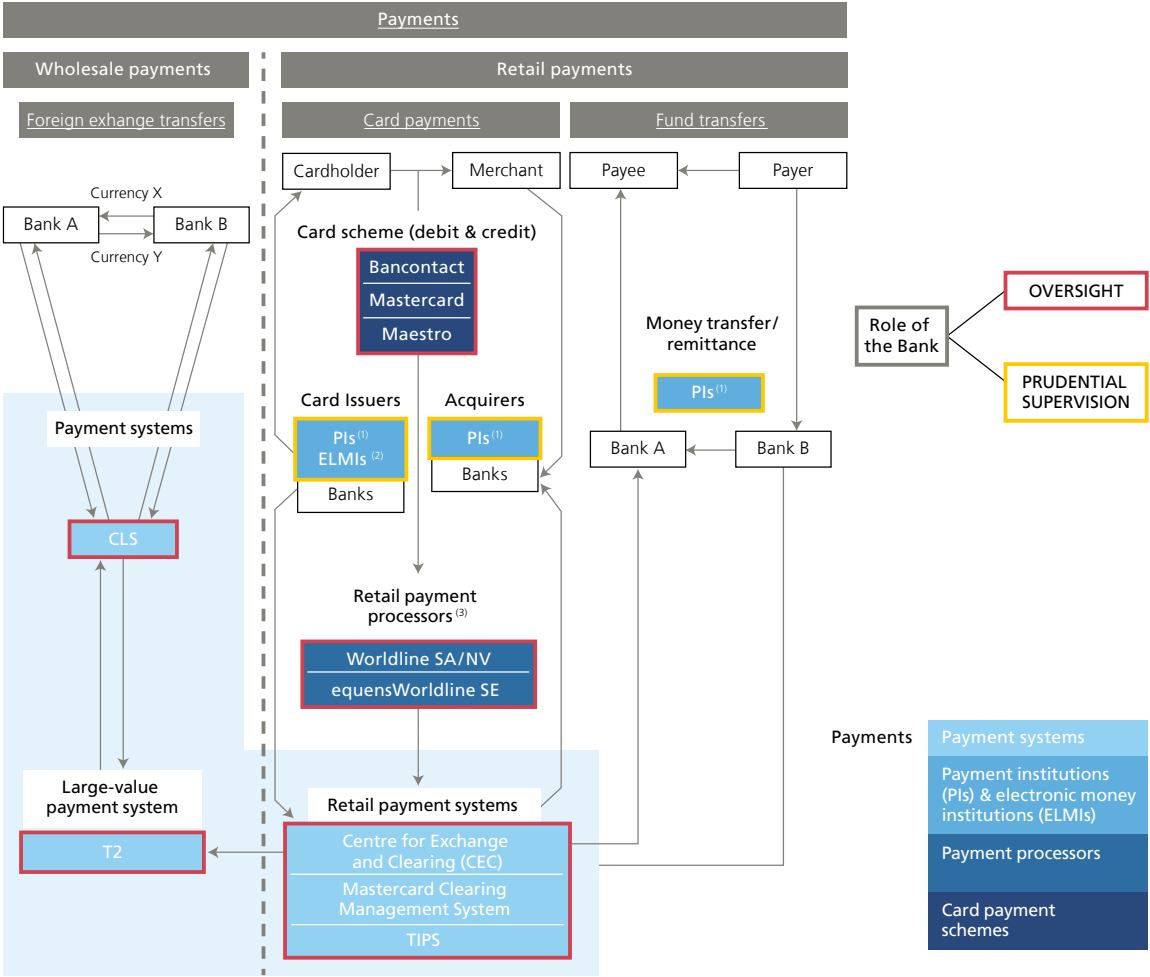 Payments
Wholesale payments
Retail payments
Foreign exhange transfers
Card payments
Fund transfers
Cardholder
Merchant
Payee
Payer
Currency X
Bank A
Bank B
Currency Y
Card scheme (debit & credit)
Bancontact
Mastercard
Maestro
Money transfer/
remittance
PIs (1)
Role of
the Bank
OVERSIGHT
PRUDENTIAL
SUPERVISION
Card Issuers
PIs (1)
ELMIs (2)
Banks
Acquirers
PIs (1)
Banks
Bank A
Bank B
Payment systems
CLS
Retail payment
processors (3)
Worldline SA/NV
equensWorldline SE
Large-value
payment system
T2
Retail payment systems
Centre for Exchange
and Clearing (CEC)
Mastercard Clearing
Management System
TIPS
Payments
Payment systems
Payment institutions
(PIs) & electronic money
institutions (ELMIs)
Payment processors
Card payment
schemes